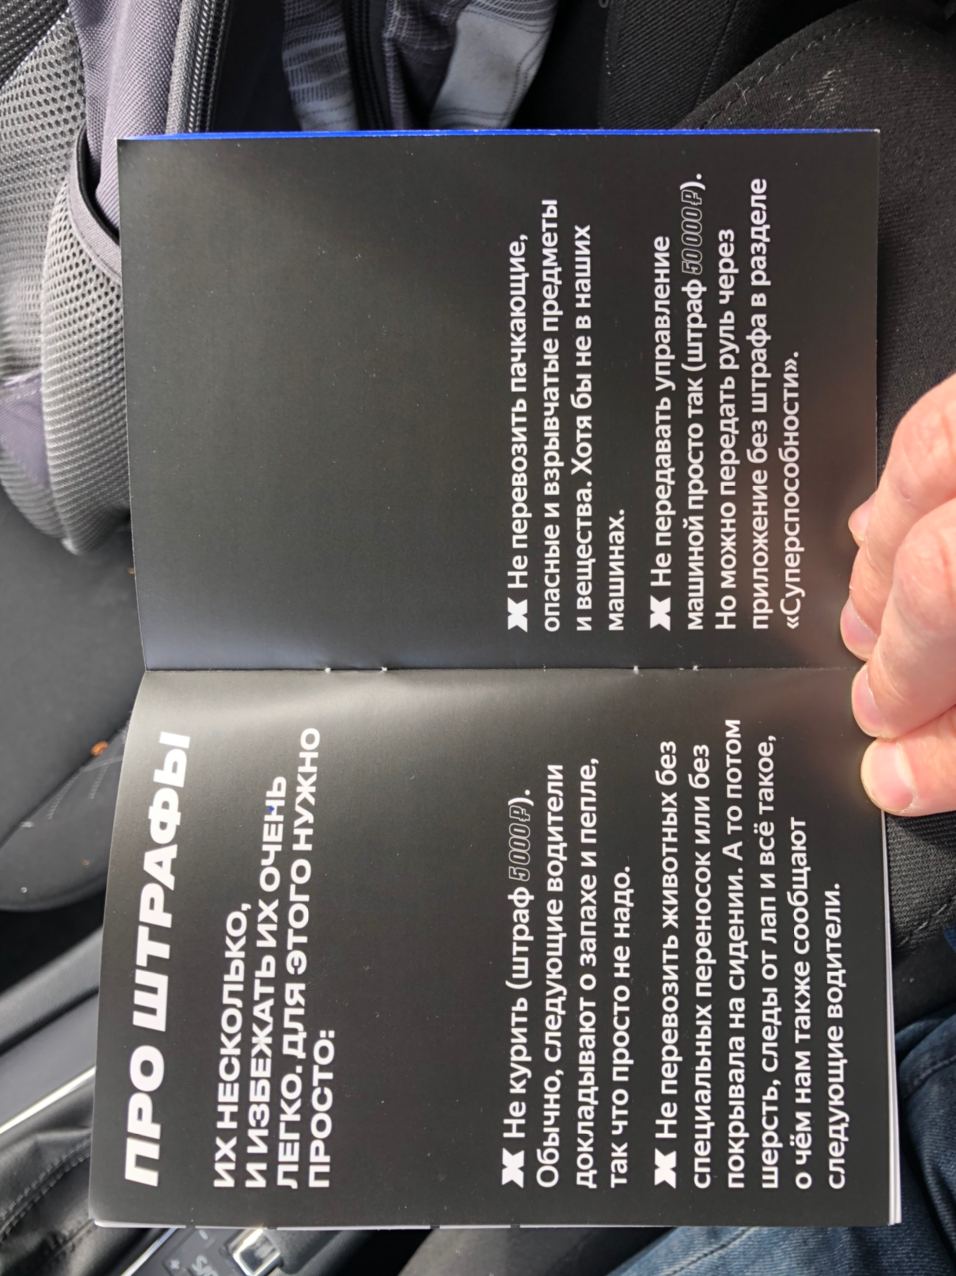 ПРО ШТРАФЫ
ИХ НЕСКОЛЬКО,
И ИЗБЕЖАТЬ ИХ ОЧЕНЬ
ЛЕГКО. ДЛЯ ЭТОГО НУЖНО
ПРОСТО:
Не курить (штраф 5 000 ₽).
Обычно, следующие водители
докладывают о запахе и пепле,
так что просто не надо.
Не перевозить животных без
специальных переносок или без
покрывала на сидении. А то потом
шерсть, следы от лап и всё такое,
о чём нам также сообщают
следующие водители.
Не перевозить пачкающие,
опасные и взрывчатые предметы
и вещества. Хотя бы не в наших
машинах.
Не передавать управление
машиной просто так (штраф 50 000 ₽).
Но можно передать руль через
приложение без штрафа в разделе
«Суперспособности».